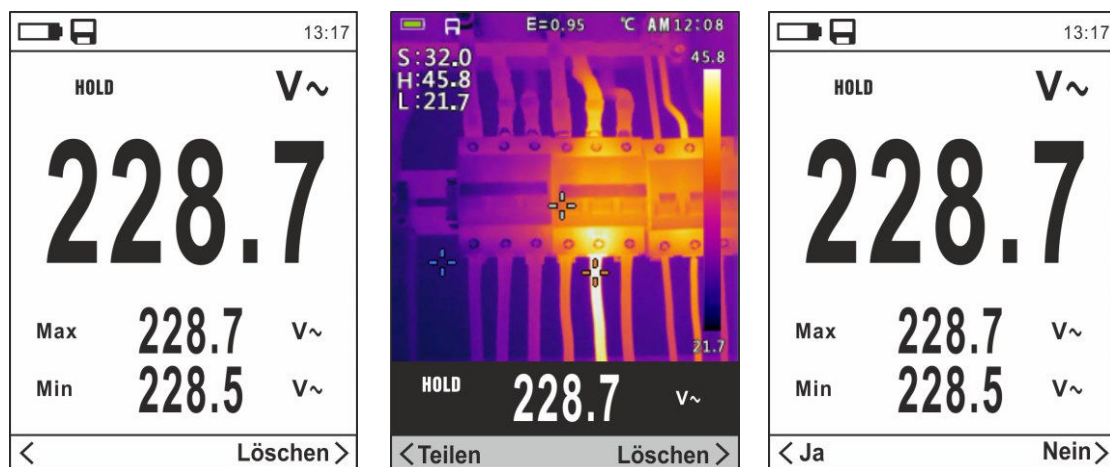 13:17
HOLD V~
228.7
Max 228.7 V~
Min 228.5 V~
< Löschen >
E=0.95 °C AM 12:08
S:32.0
H:45.8
L:21.7
45.8
21.7
HOLD 228.7 V~
<Teilen Löschen >
13:17
HOLD V~
228.7
Max 228.7 V~
Min 228.5 V~
< Ja Nein >